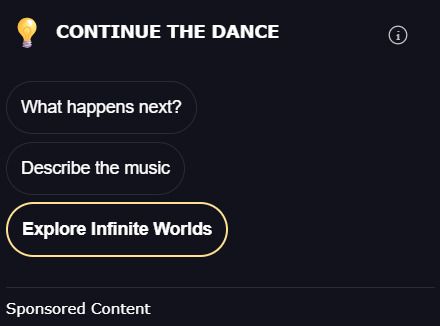 CONTINUE THE DANCE
What happens next?
Describe the music
Explore Infinite Worlds
Sponsored Content